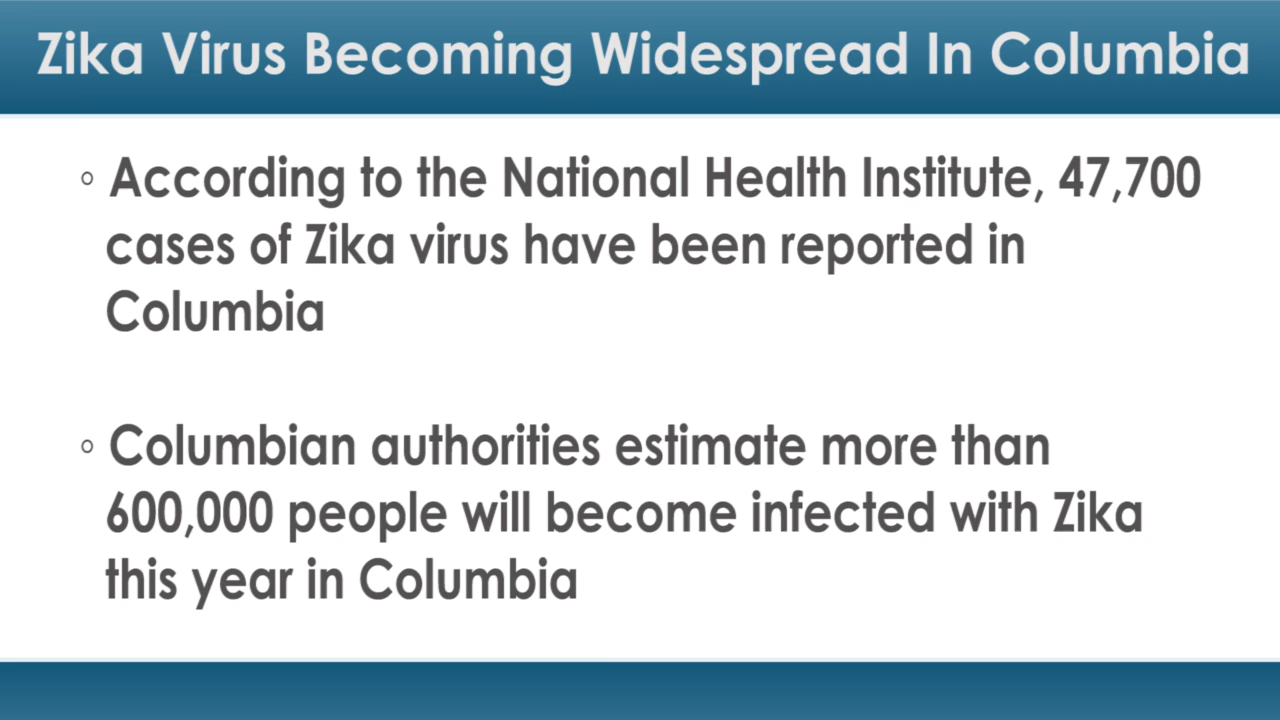 Zika Virus Becoming Widespread In Columbia
◦ According to the National Health Institute, 47,700
cases of Zika virus have been reported in
Columbia
◦ Columbian authorities estimate more than
600,000 people will become infected with Zika
this year in Columbia